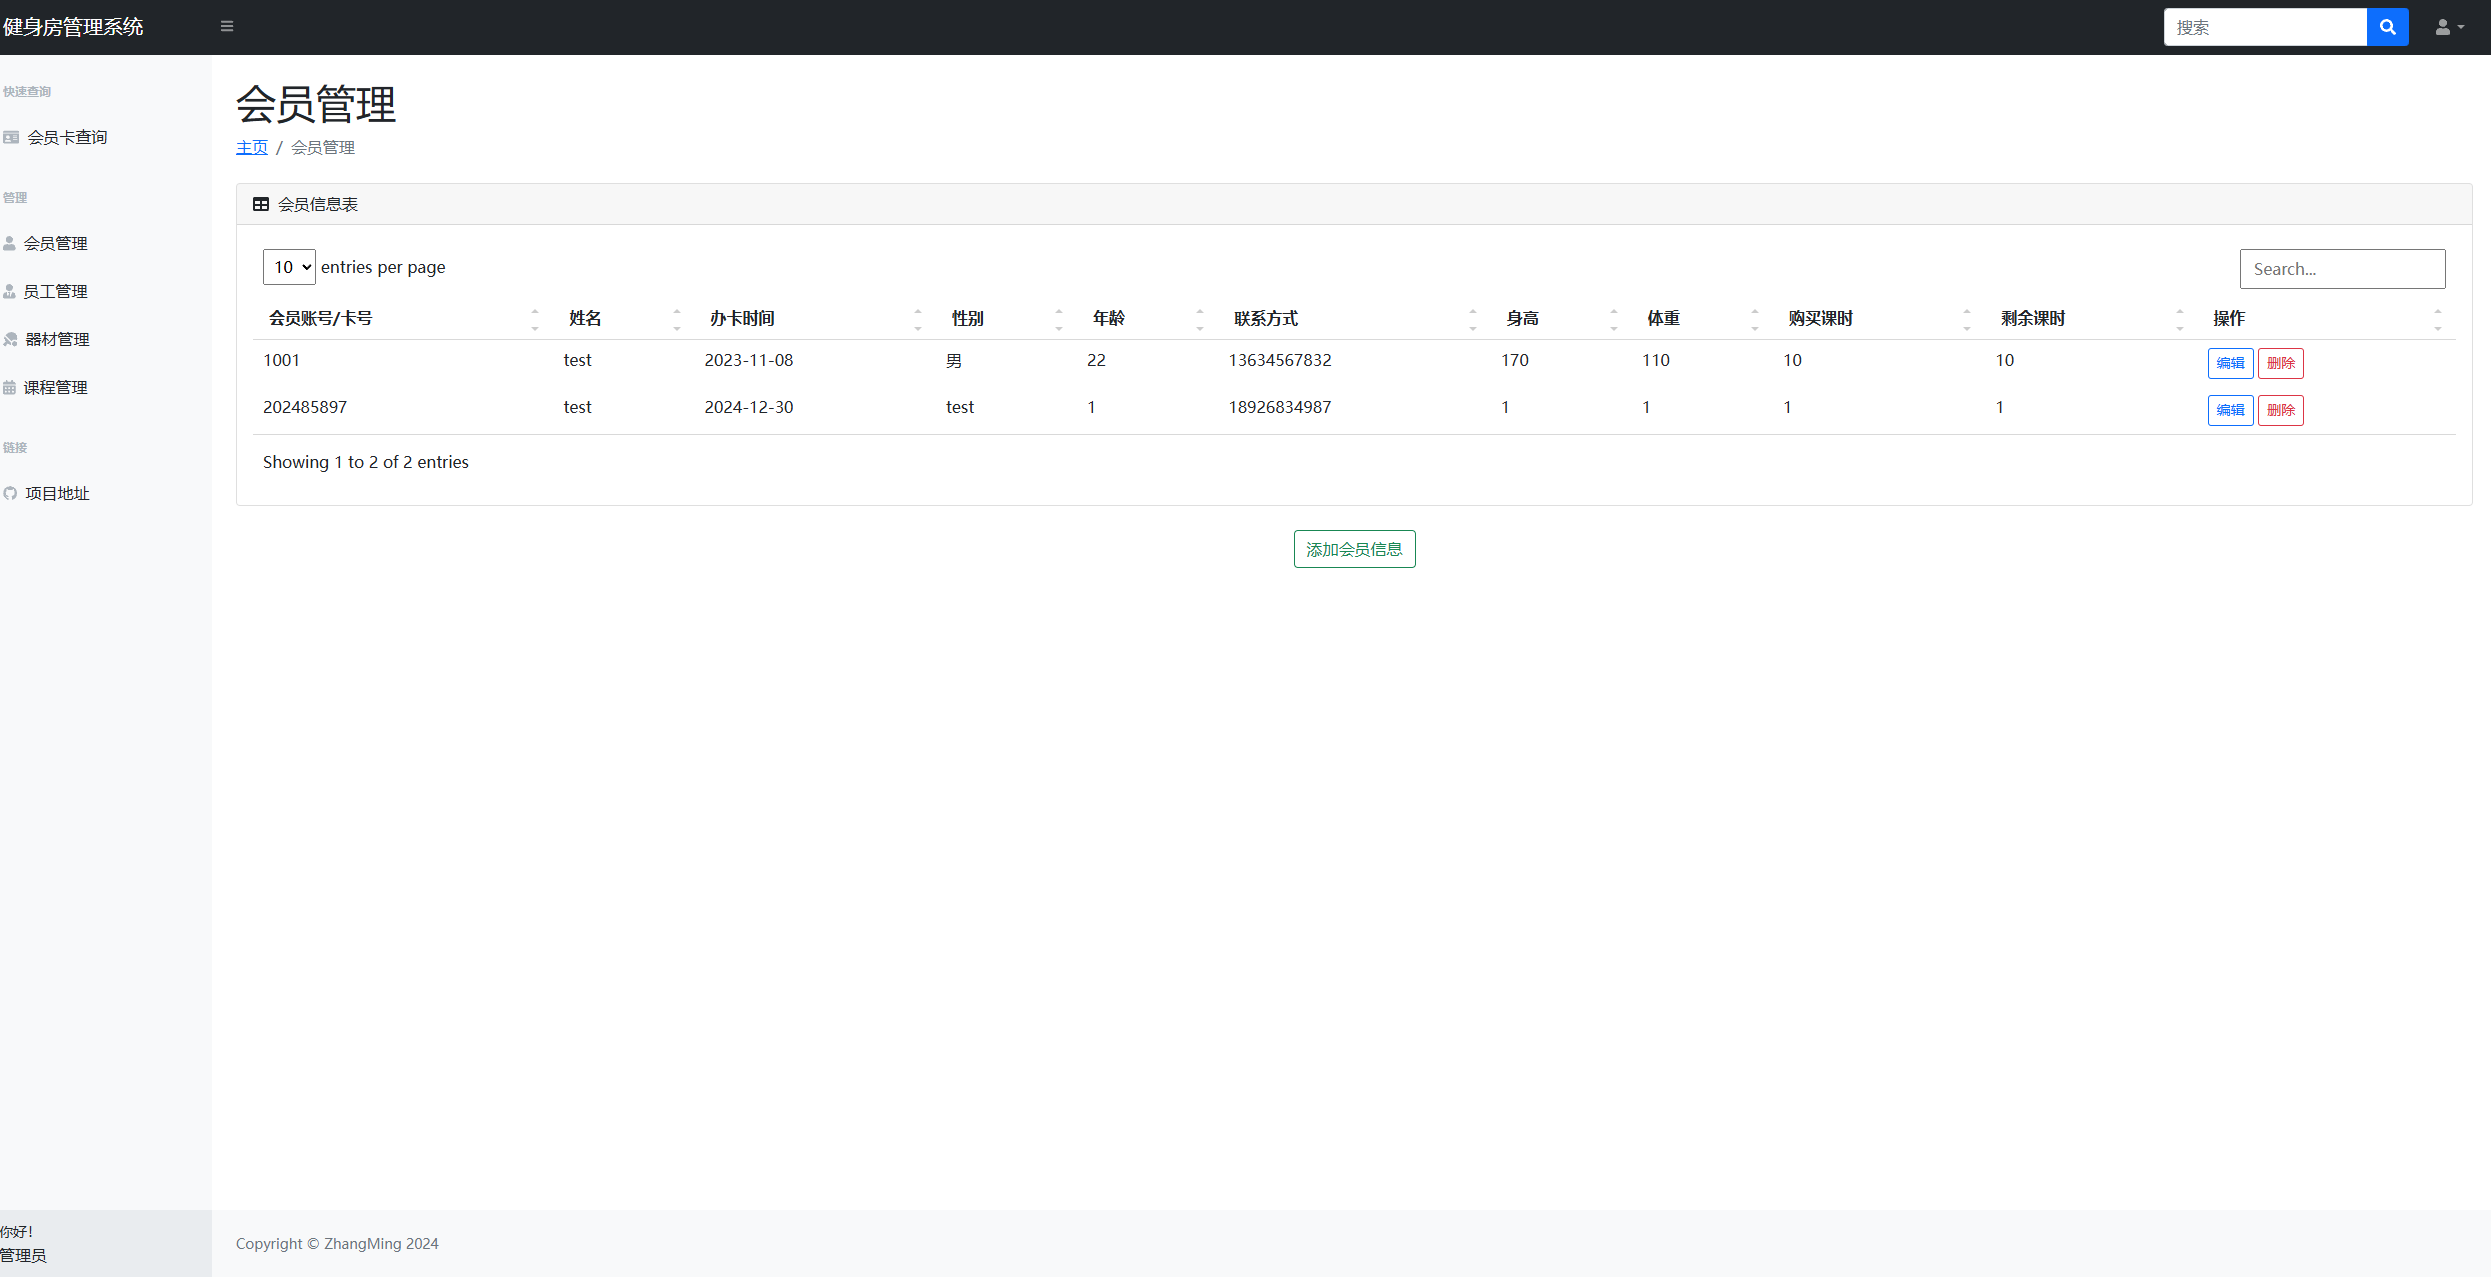 健身房管理系统
搜索
快速查询
会员卡查询
管理
会员管理
员工管理
器材管理
课程管理
链接
项目地址
会员管理
主页 / 会员管理
会员信息表
10 entries per page
Search...
会员账号/卡号 姓名 办卡时间 性别 年龄 联系方式 身高 体重 购买课时 剩余课时 操作
1001 test 2023-11-08 男 22 13634567832 170 110 10 10 编辑 删除
202485897 test 2024-12-30 test 1 18926834987 1 1 1 1 编辑 删除
Showing 1 to 2 of 2 entries
添加会员信息
你好！
管理员
Copyright © ZhangMing 2024